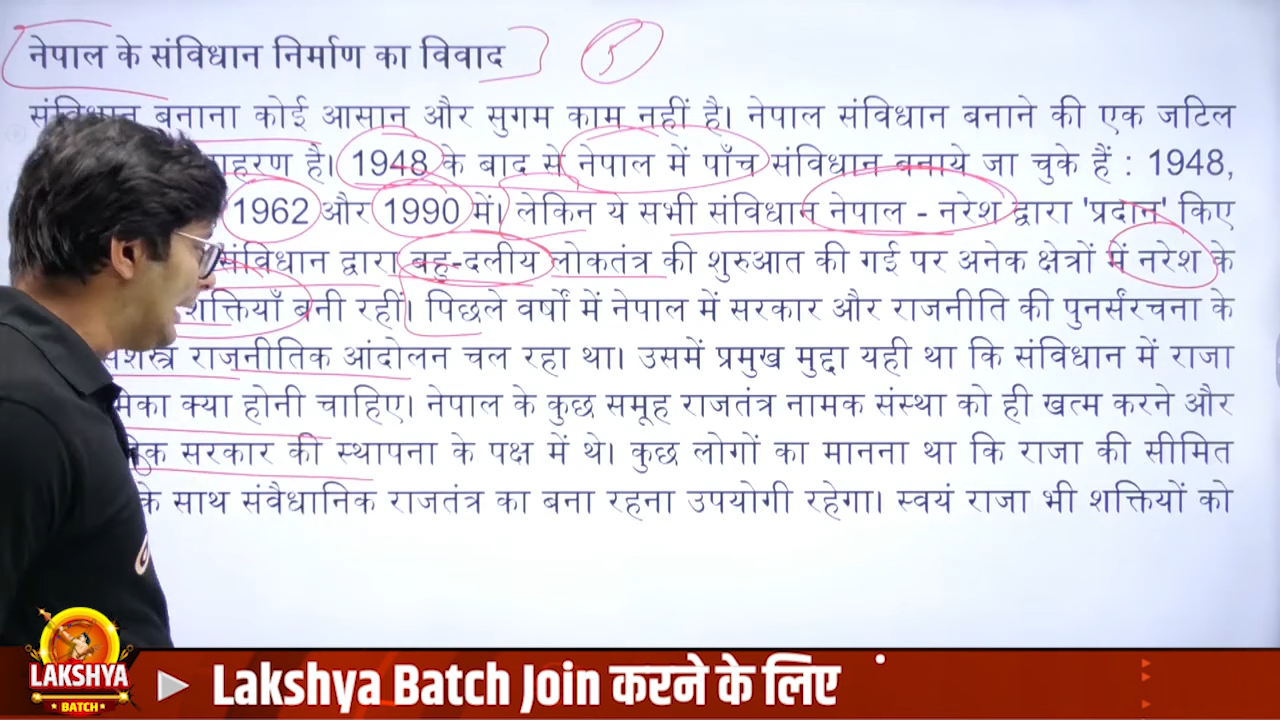 नेपाल के संविधान निर्माण का विवाद
संविधान बनाना कोई आसान और सुगम काम नहीं है। नेपाल संविधान बनाने की एक जटिल
है। 1948 के बाद से नेपाल में पाँच संविधान बनाये जा चुके हैं : 1948,
1962 और 1990 में। लेकिन ये सभी संविधान नेपाल - नरेश द्वारा 'प्रदान' किए
संविधान द्वारा बहु-दलीय लोकतंत्र की शुरुआत की गई पर अनेक क्षेत्रों में नरेश के
शक्तियाँ बनी रहीं। पिछले वर्षों में नेपाल में सरकार और राजनीति की पुनर्संरचना के
राजनीतिक आंदोलन चल रहा था। उसमें प्रमुख मुद्दा यही था कि संविधान में राजा
क्या होनी चाहिए। नेपाल के कुछ समूह राजतंत्र नामक संस्था को ही खत्म करने और
सरकार की स्थापना के पक्ष में थे। कुछ लोगों का मानना था कि राजा की सीमित
के साथ संवैधानिक राजतंत्र का बना रहना उपयोगी रहेगा। स्वयं राजा भी शक्तियों को
LAKSHYA
BATCH
Lakshya Batch Join करने के लिए